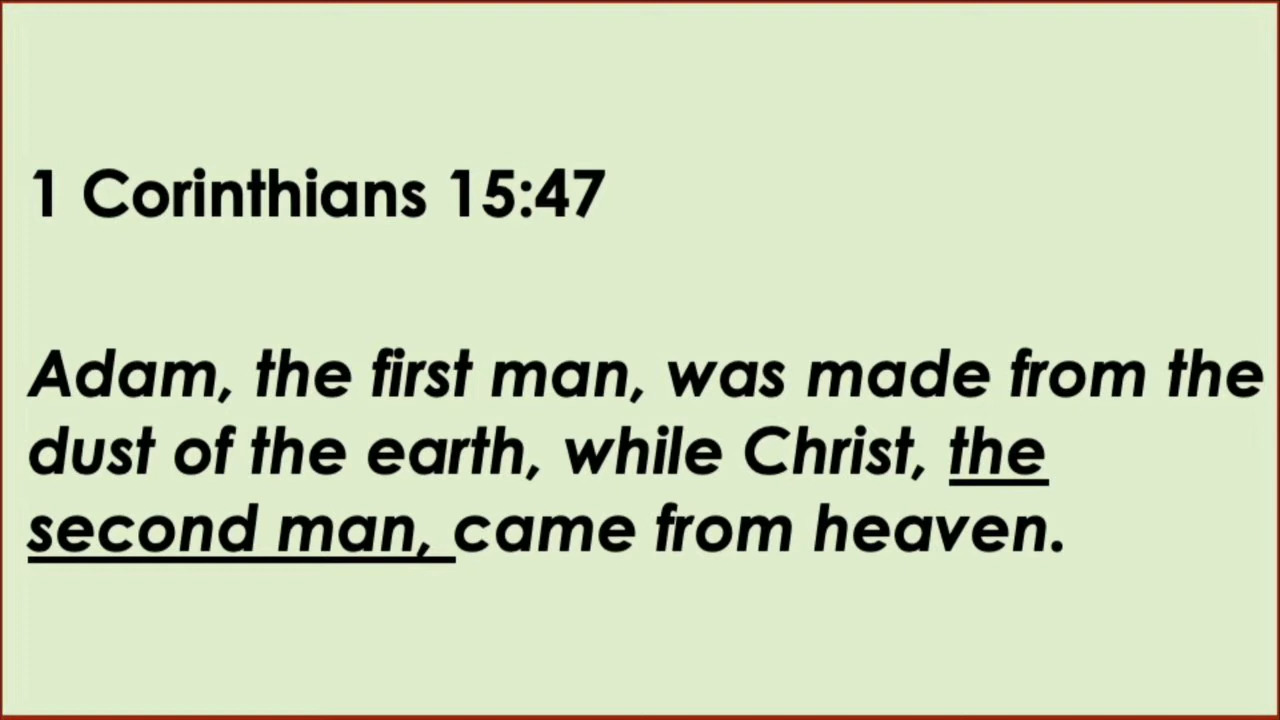 1 Corinthians 15:47
Adam, the first man, was made from the
dust of the earth, while Christ, the
second man, came from heaven.